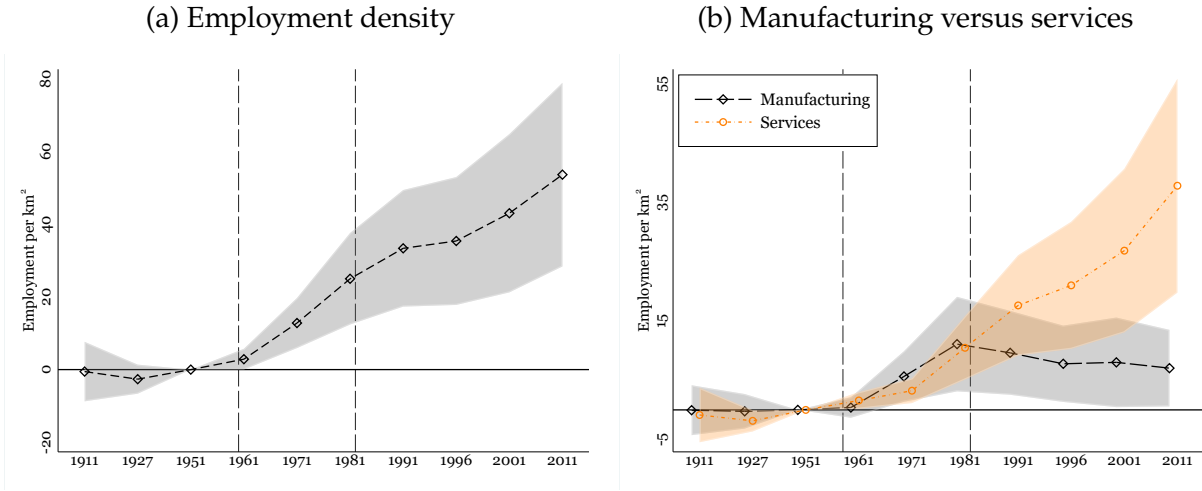 (a) Employment density
Employment per km²
80
60
40
20
0
-20
1911 1927 1951 1961 1971 1981 1991 1996 2001 2011
(b) Manufacturing versus services
Manufacturing
Services
Employment per km²
55
35
15
-5
1911 1927 1951 1961 1971 1981 1991 1996 2001 2011